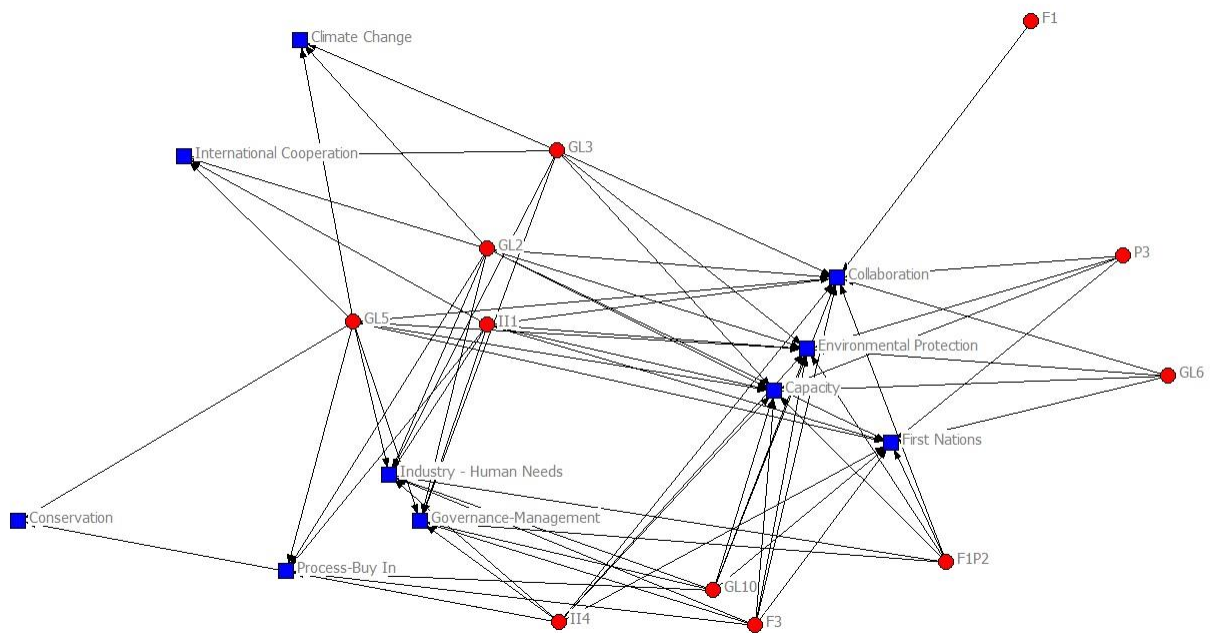 F1
Climate Change
GL3
International Cooperation
GL2
P3
Collaboration
GL5
II1
Environmental Protection
GL6
Capacity
First Nations
Industry - Human Needs
Conservation
Governance-Management
F1P2
Process-Buy In
GL10
II4
F3